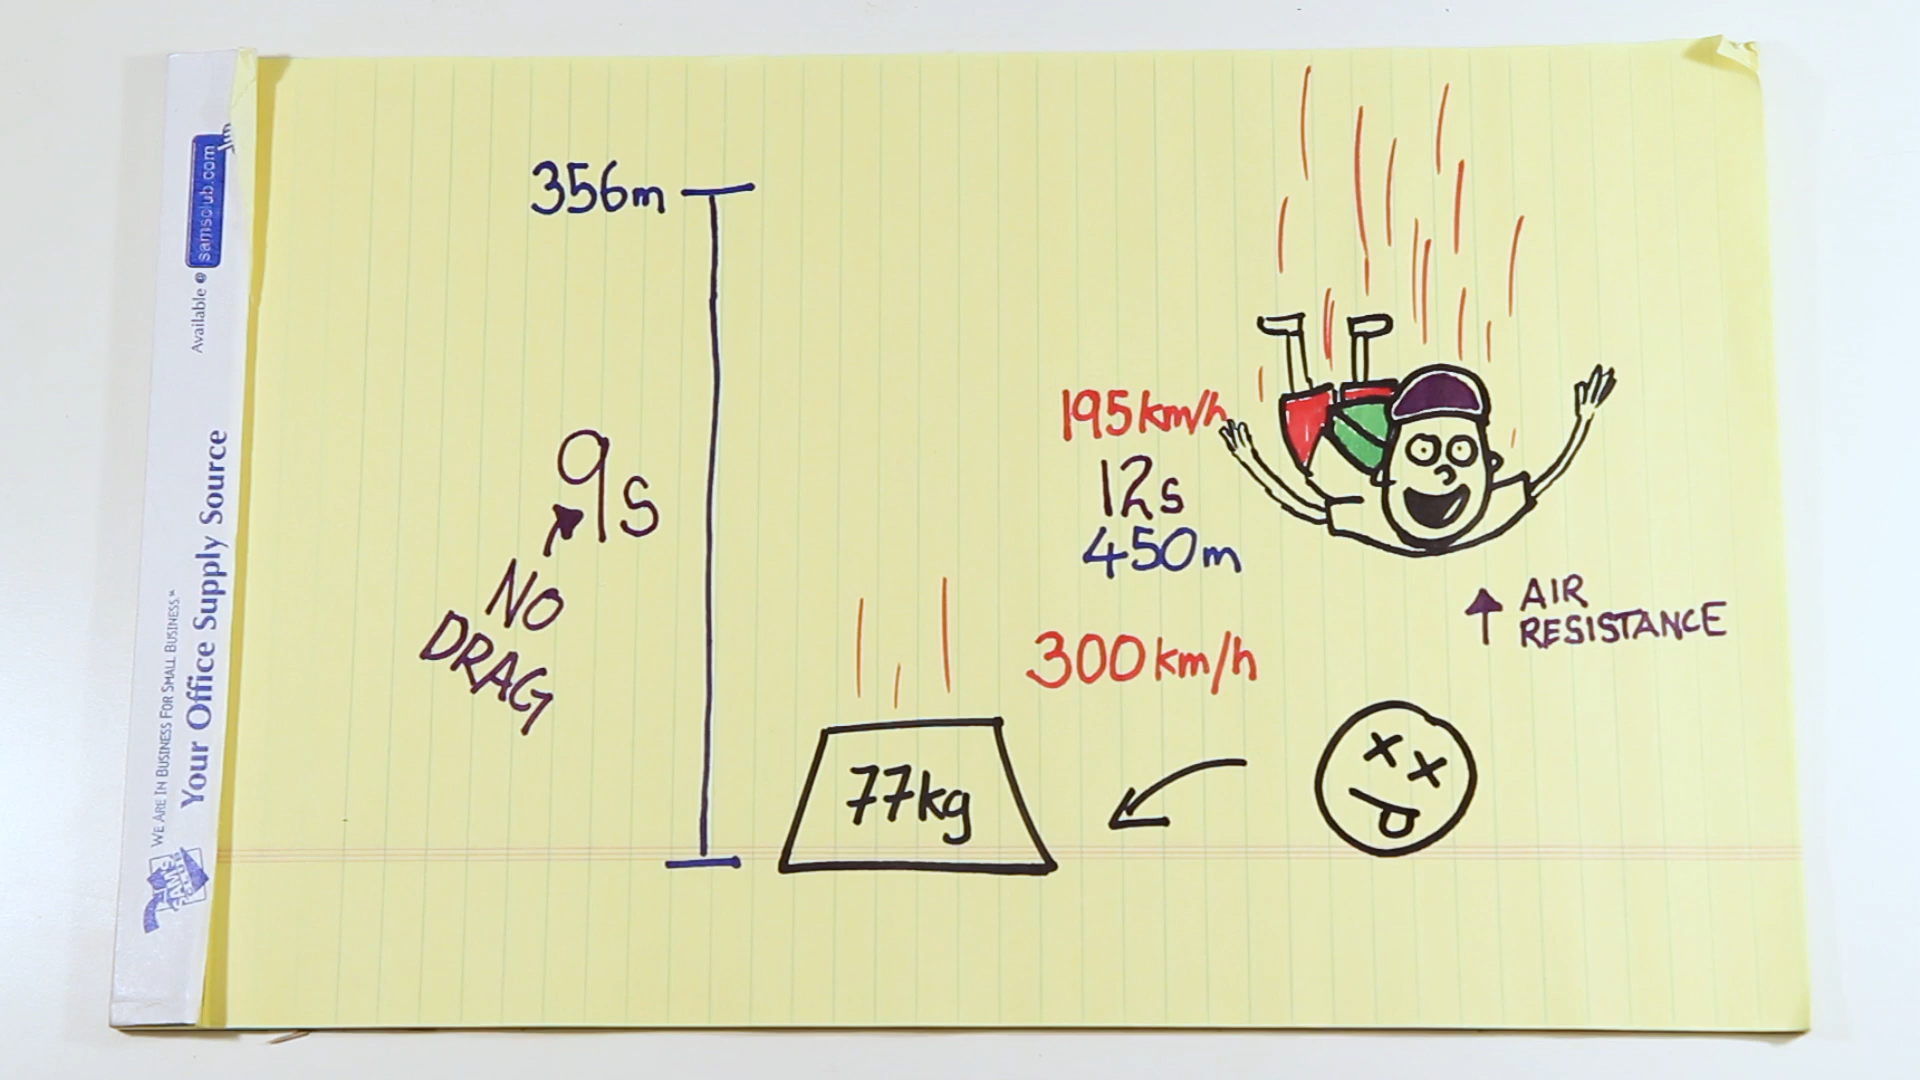 356m
9s
NO
DRAG
77kg
195km/h
12s
450m
300km/h
AIR
RESISTANCE
Available @ samsclub.com
WE ARE IN BUSINESS FOR SMALL BUSINESS.℠
Your Office Supply Source